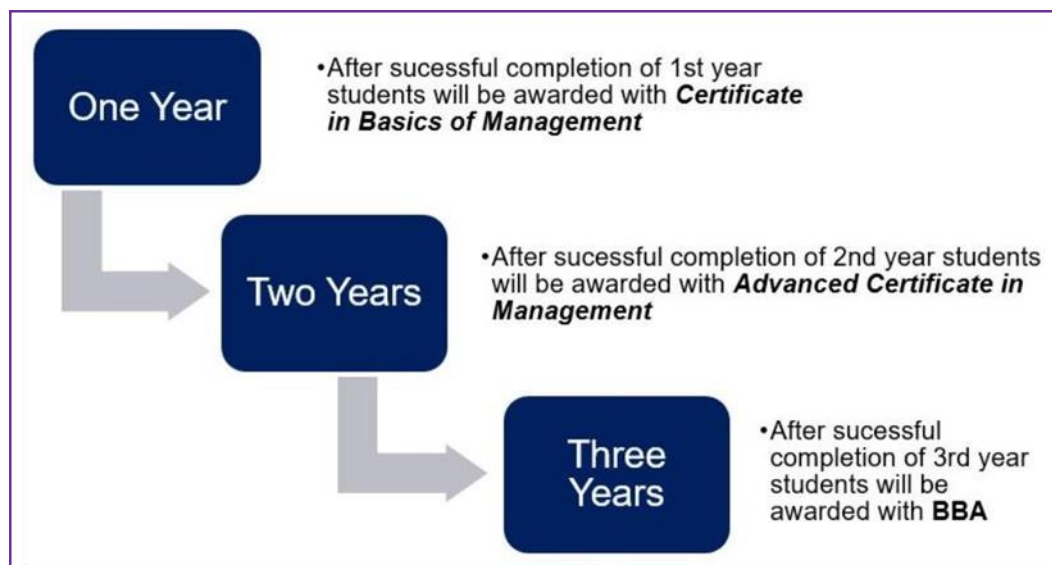 One Year
•After sucessful completion of 1st year
students will be awarded with Certificate
in Basics of Management
Two Years
•After sucessful completion of 2nd year students
will be awarded with Advanced Certificate in
Management
Three
Years
•After sucessful
completion of 3rd year
students will be
awarded with BBA